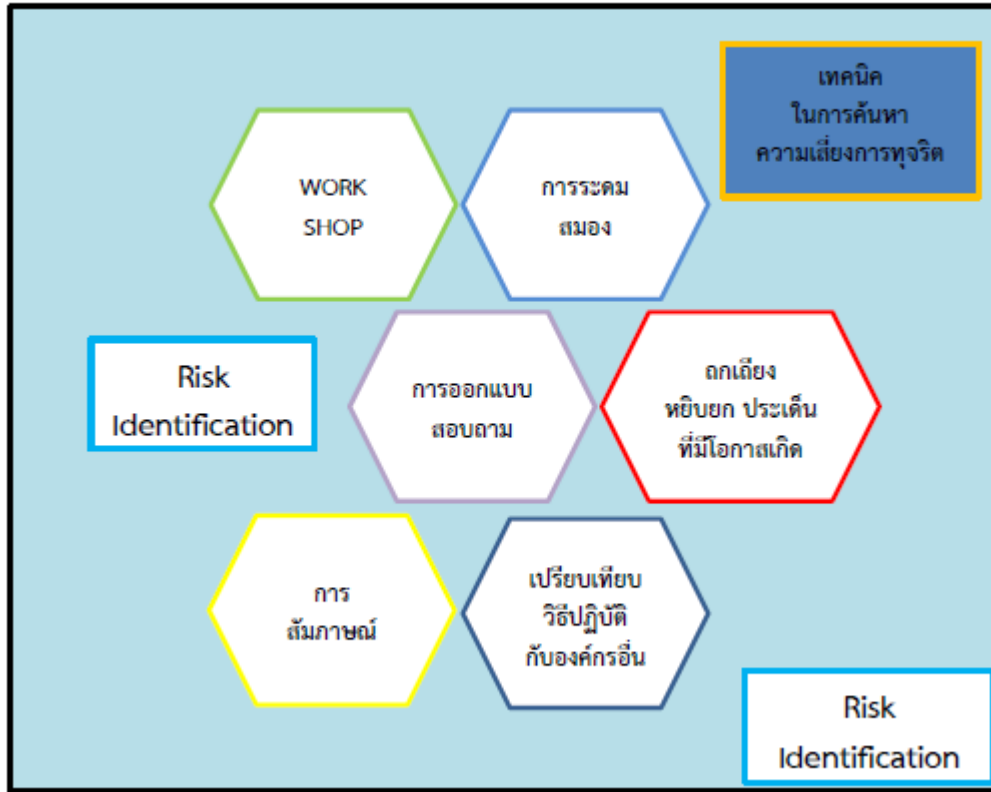 เทคนิค
ในการค้นหา
ความเสี่ยงการทุจริต
WORK
SHOP
การระดม
สมอง
Risk
Identification
การออกแบบ
สอบถาม
ถกเถียง
หยิบยก ประเด็น
ที่มีโอกาสเกิด
การ
สัมภาษณ์
เปรียบเทียบ
วิธีปฏิบัติ
กับองค์กรอื่น
Risk
Identification